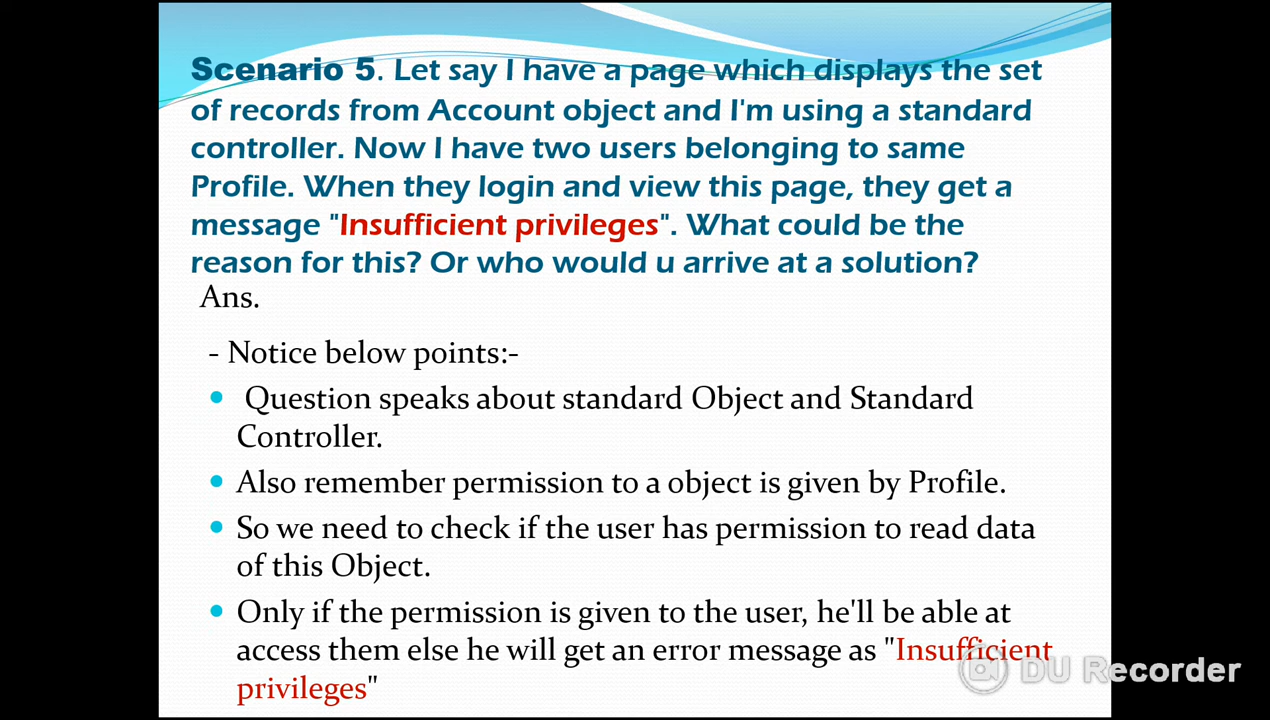 Scenario 5. Let say I have a page which displays the set
of records from Account object and I'm using a standard
controller. Now I have two users belonging to same
Profile. When they login and view this page, they get a
message "Insufficient privileges". What could be the
reason for this? Or who would u arrive at a solution?
Ans.
- Notice below points:-
• Question speaks about standard Object and Standard
Controller.
• Also remember permission to a object is given by Profile.
• So we need to check if the user has permission to read data
of this Object.
• Only if the permission is given to the user, he'll be able at
access them else he will get an error message as "Insufficient
privileges"
DU Recorder